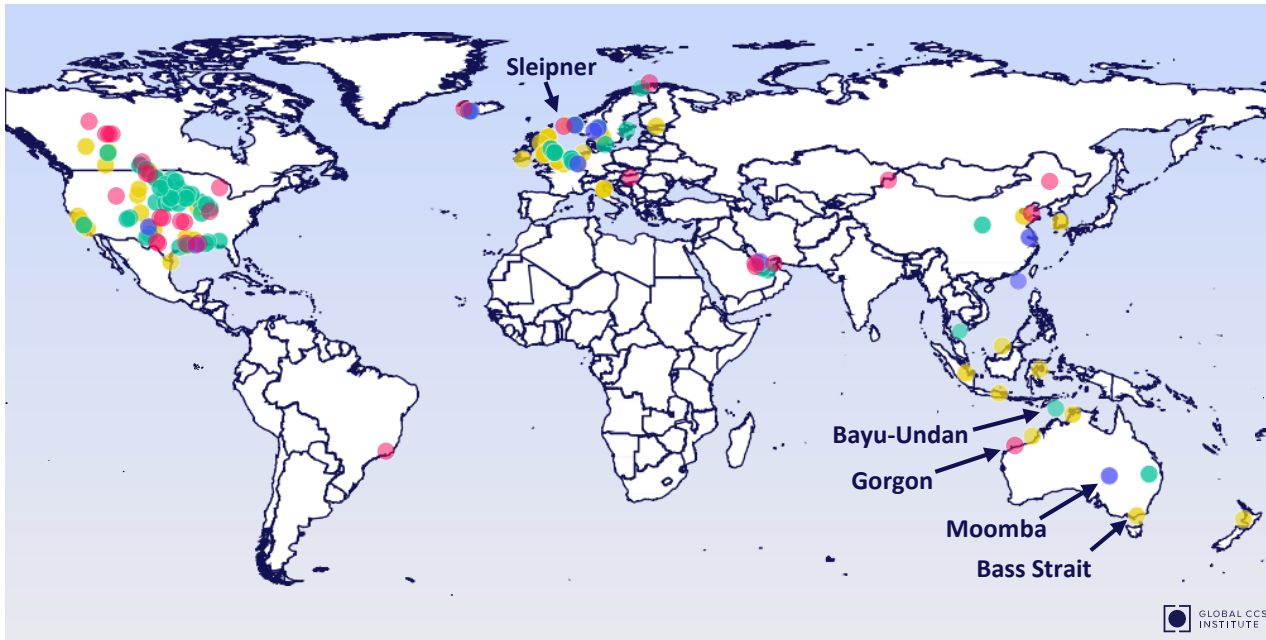 Sleipner
Bayu-Undan
Gorgon
Moomba
Bass Strait
GLOBAL CCS
INSTITUTE